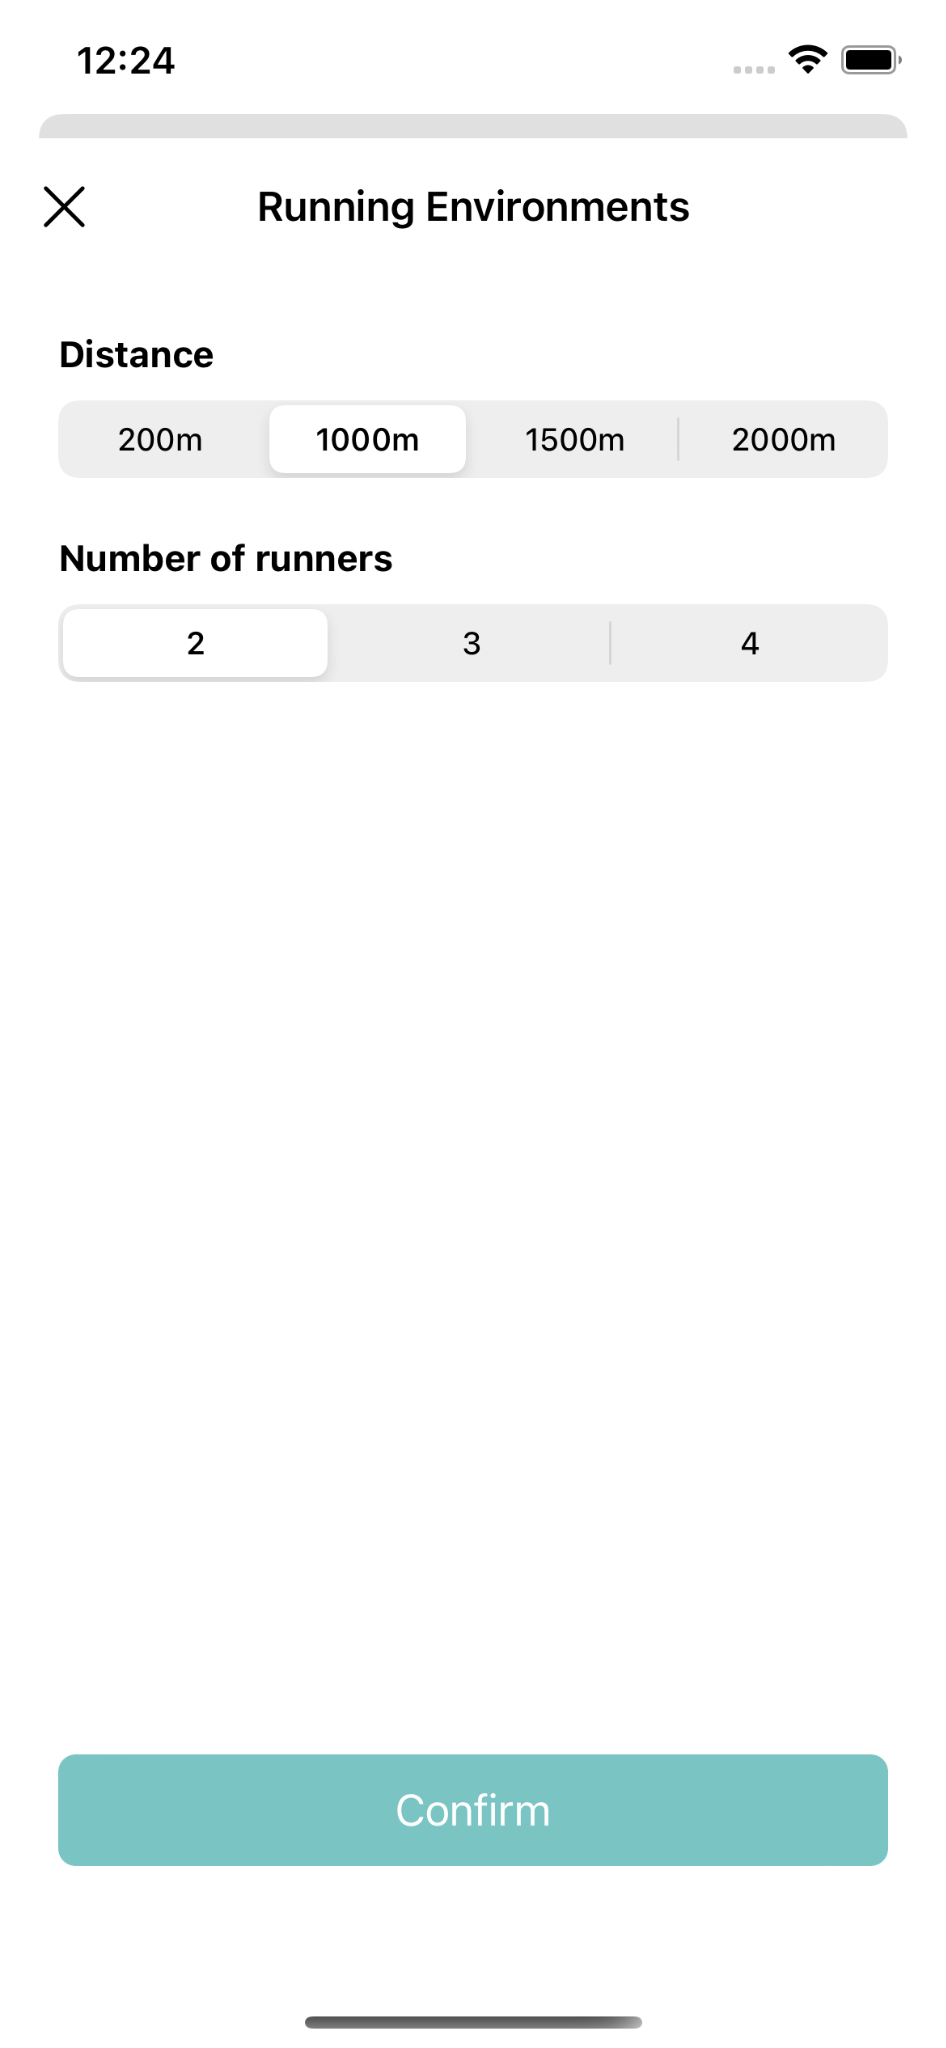 12:24
Running Environments
Distance
200m 1000m 1500m 2000m
Number of runners
2 3 4
Confirm